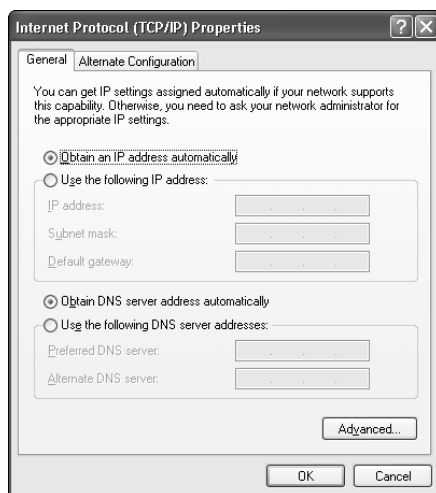 Internet Protocol (TCP/IP) Properties
General
Alternate Configuration
You can get IP settings assigned automatically if your network supports
this capability. Otherwise, you need to ask your network administrator for
the appropriate IP settings.
Obtain an IP address automatically
Use the following IP address:
IP address:
Subnet mask:
Default gateway:
Obtain DNS server address automatically
Use the following DNS server addresses:
Preferred DNS server:
Alternate DNS server:
Advanced...
OK
Cancel